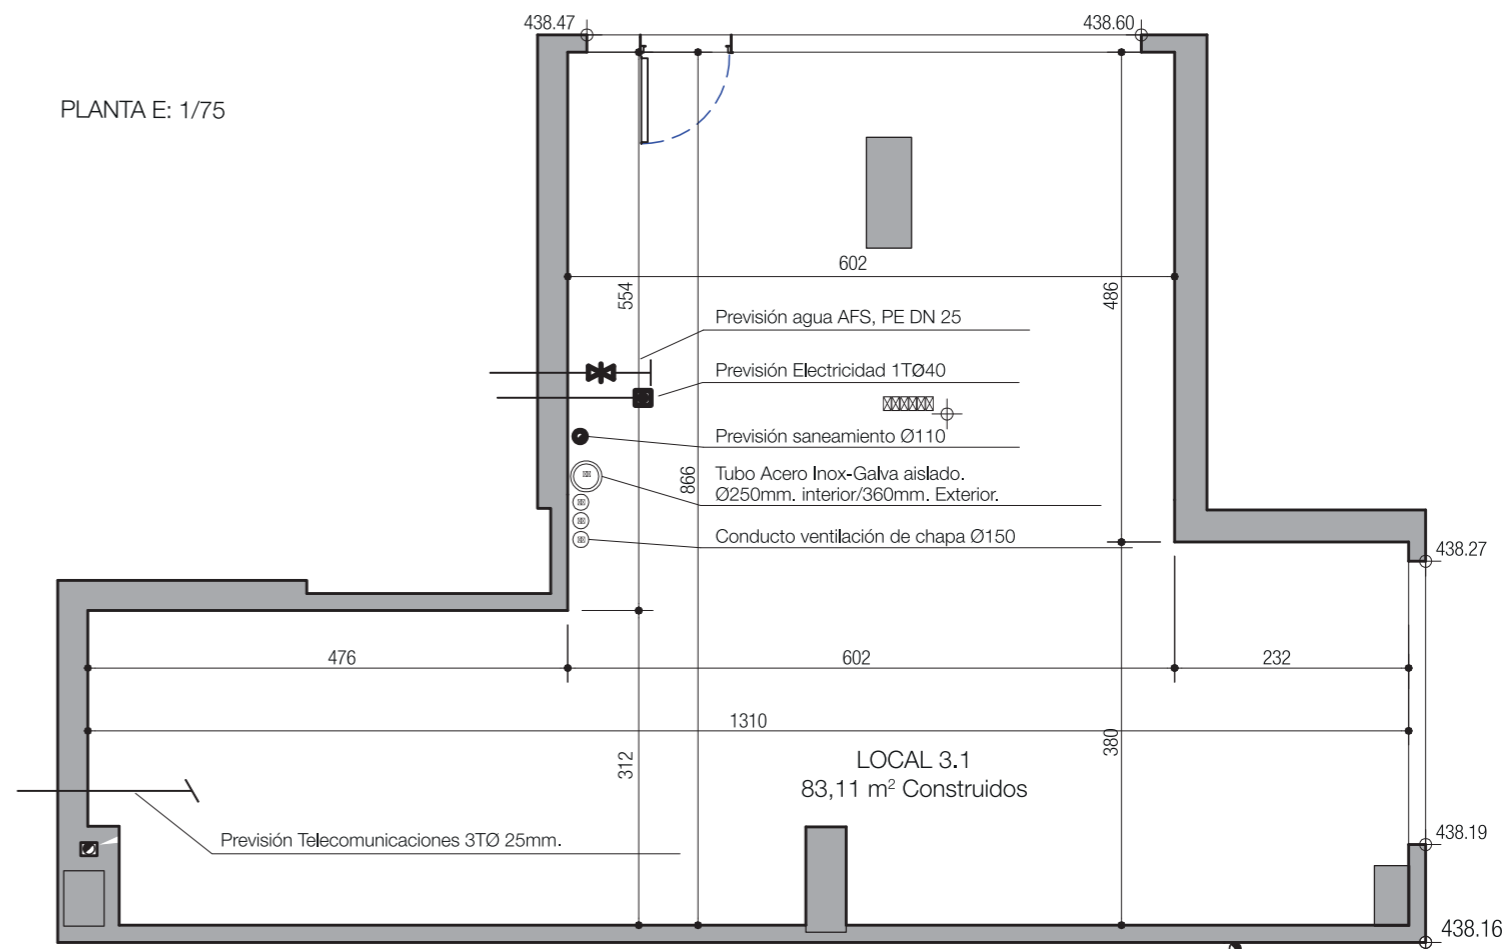 438.47
438.60
PLANTA E: 1/75
602
554
486
Previsión agua AFS, PE DN 25
Previsión Electricidad 1TØ40
Previsión saneamiento Ø110
866
Tubo Acero Inox-Galva aislado.
Ø250mm. interior/360mm. Exterior.
Conducto ventilación de chapa Ø150
438.27
476
602
232
1310
312
380
LOCAL 3.1
83,11 m² Construidos
Previsión Telecomunicaciones 3TØ 25mm.
438.19
438.16